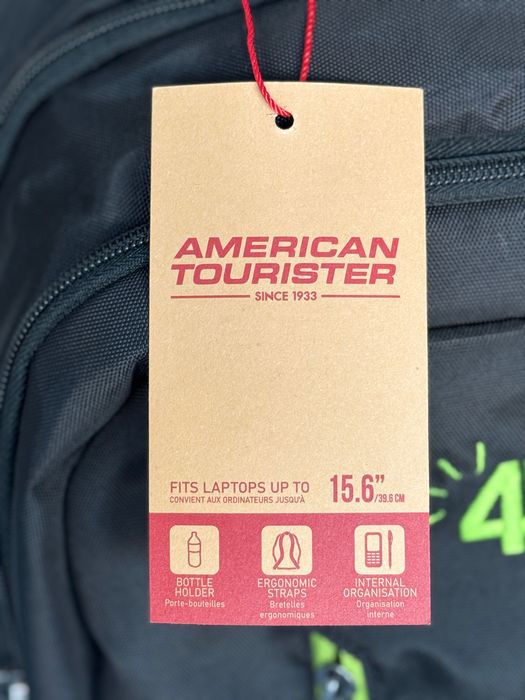 AMERICAN
TOURISTER
SINCE 1933
FITS LAPTOPS UP TO 15.6"/39.6 CM
CONVIENT AUX ORDINATEURS JUSQU'À
BOTTLE
HOLDER
Porte-bouteilles
ERGONOMIC
STRAPS
Bretelles
ergonomiques
INTERNAL
ORGANISATION
Organisation
interne
4